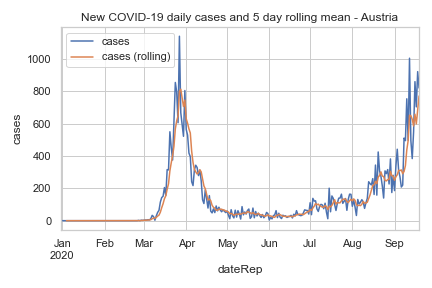 New COVID-19 daily cases and 5 day rolling mean - Austria
cases
cases (rolling)
1000
800
600
400
200
0
cases
Jan Feb Mar Apr May Jun Jul Aug Sep
2020
dateRep